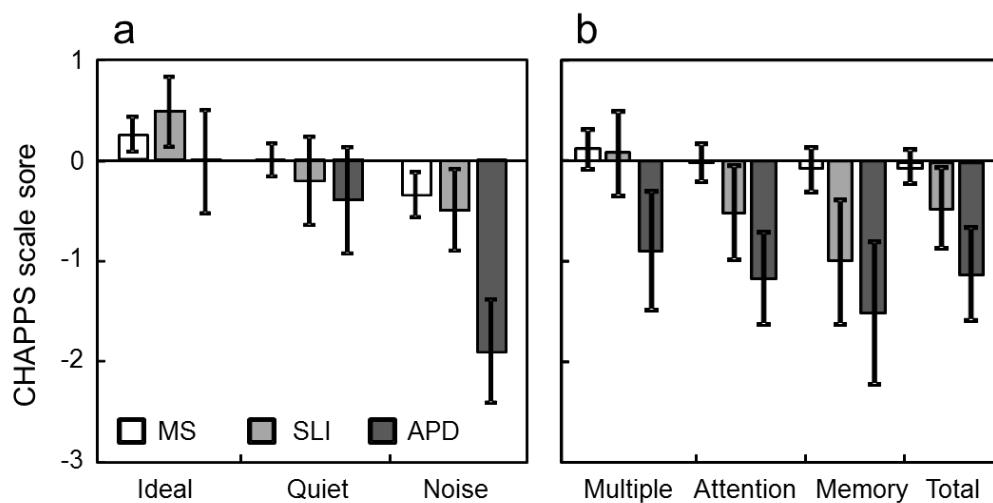 a
b
CHAPPS scale sore
1
0
-1
-2
-3
MS SLI APD
Ideal Quiet Noise
Multiple Attention Memory Total